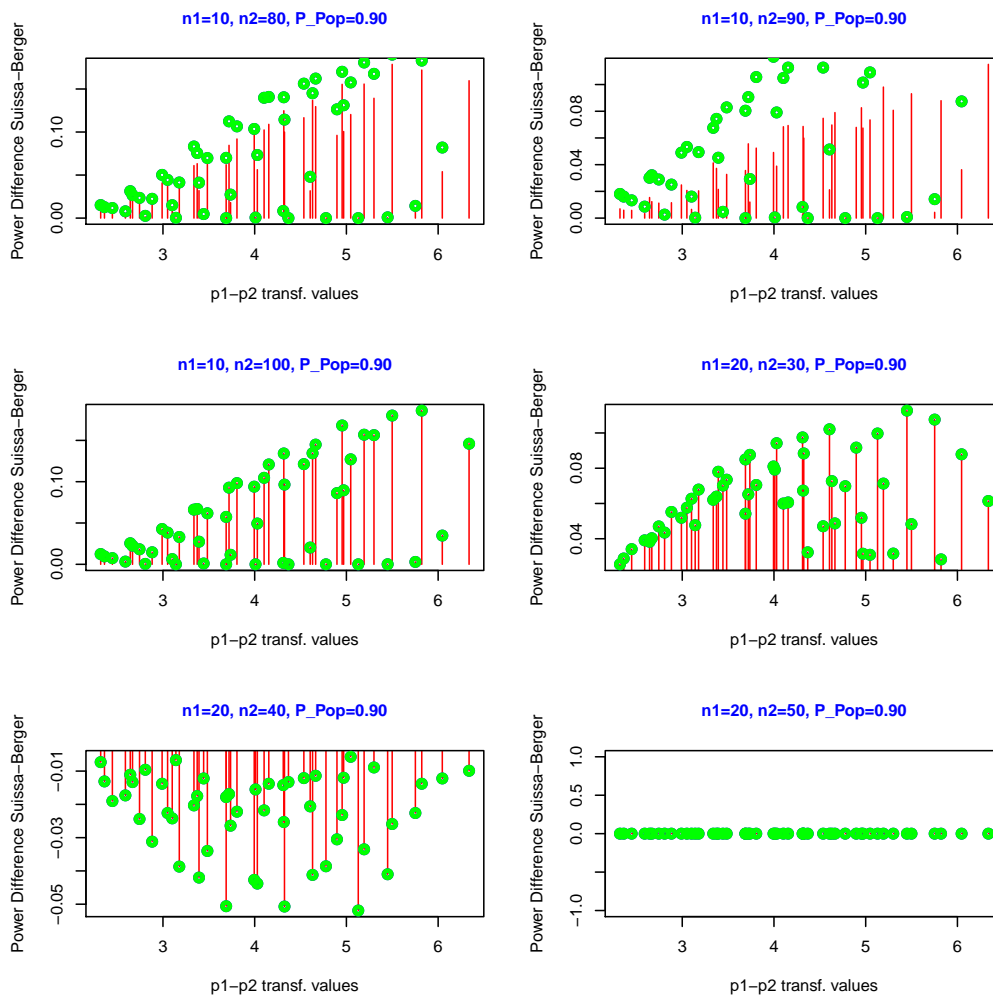 n1=10, n2=80, P_Pop=0.90
Power Difference Suissa−Berger
0.10
0.00
3 4 5 6
p1−p2 transf. values
n1=10, n2=90, P_Pop=0.90
Power Difference Suissa−Berger
0.08
0.04
0.00
3 4 5 6
p1−p2 transf. values
n1=10, n2=100, P_Pop=0.90
Power Difference Suissa−Berger
0.10
0.00
3 4 5 6
p1−p2 transf. values
n1=20, n2=30, P_Pop=0.90
Power Difference Suissa−Berger
0.08
0.04
3 4 5 6
p1−p2 transf. values
n1=20, n2=40, P_Pop=0.90
Power Difference Suissa−Berger
−0.01
−0.03
−0.05
3 4 5 6
p1−p2 transf. values
n1=20, n2=50, P_Pop=0.90
Power Difference Suissa−Berger
1.0
0.5
0.0
−1.0
3 4 5 6
p1−p2 transf. values